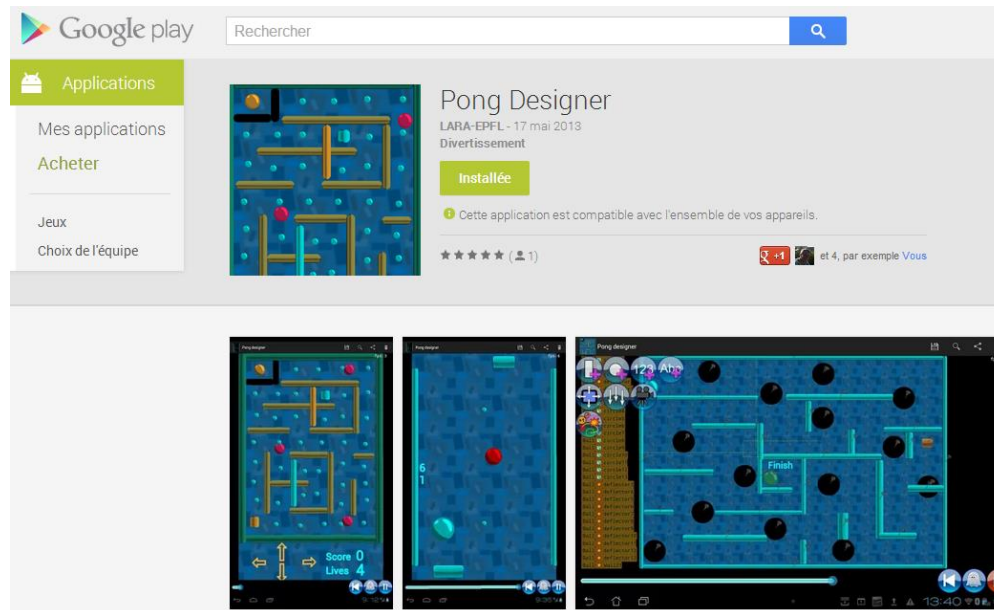 Google play
Rechercher
Applications
Mes applications
Acheter
Jeux
Choix de l'équipe
Pong Designer
LARA-EPFL - 17 mai 2013
Divertissement
Installée
Cette application est compatible avec l'ensemble de vos appareils.
( 1)
+1
et 4, par exemple Vous
Pong designer
Score 0
Lives 4
Pong designer
6
1
Pong designer
123
Abc
Finish
13:40